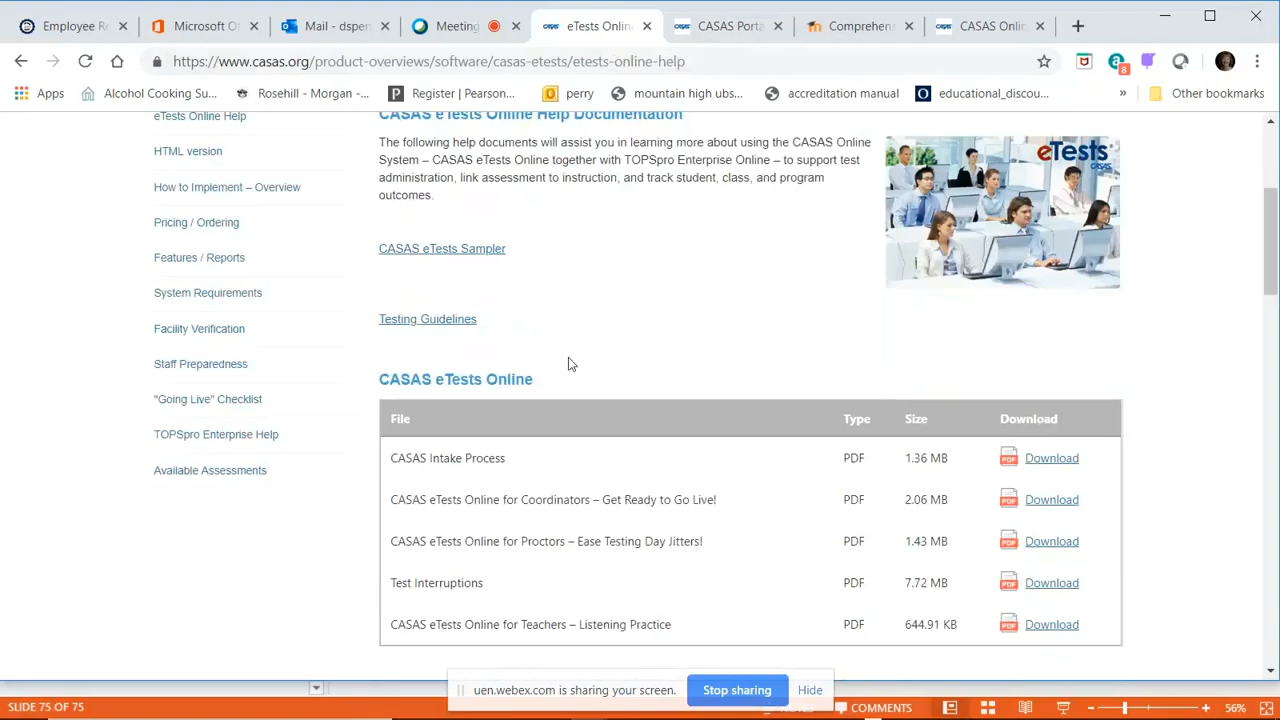 Employee Re
Microsoft O
Mail - dspen
Meeting
eTests Onlin
CASAS Porta
Comprehens
CASAS Onlin
https://www.casas.org/product-overviews/software/casas-etests/etests-online-help
8
Apps
Alcohol Cooking Su...
Rosehill - Morgan -...
Register | Pearson...
perry
mountain high ubs...
accreditation manual
educational_discou...
»
Other bookmarks
eTests Online Help
HTML version
How to Implement – Overview
Pricing / Ordering
Features / Reports
System Requirements
Facility Verification
Staff Preparedness
"Going Live" Checklist
TOPSpro Enterprise Help
Available Assessments
CASAS eTests Online Help Documentation
The following help documents will assist you in learning more about using the CASAS Online
System – CASAS eTests Online together with TOPSpro Enterprise Online – to support test
administration, link assessment to instruction, and track student, class, and program
outcomes.
eTests
CASAS
CASAS eTests Sampler
Testing Guidelines
CASAS eTests Online
File Type Size Download
CASAS Intake Process PDF 1.36 MB PDF Download
CASAS eTests Online for Coordinators – Get Ready to Go Live! PDF 2.06 MB PDF Download
CASAS eTests Online for Proctors – Ease Testing Day Jitters! PDF 1.43 MB PDF Download
Test Interruptions PDF 7.72 MB PDF Download
CASAS eTests Online for Teachers – Listening Practice PDF 644.91 KB PDF Download
uen.webex.com is sharing your screen. Stop sharing Hide
SLIDE 75 OF 75
COMMENTS
56%